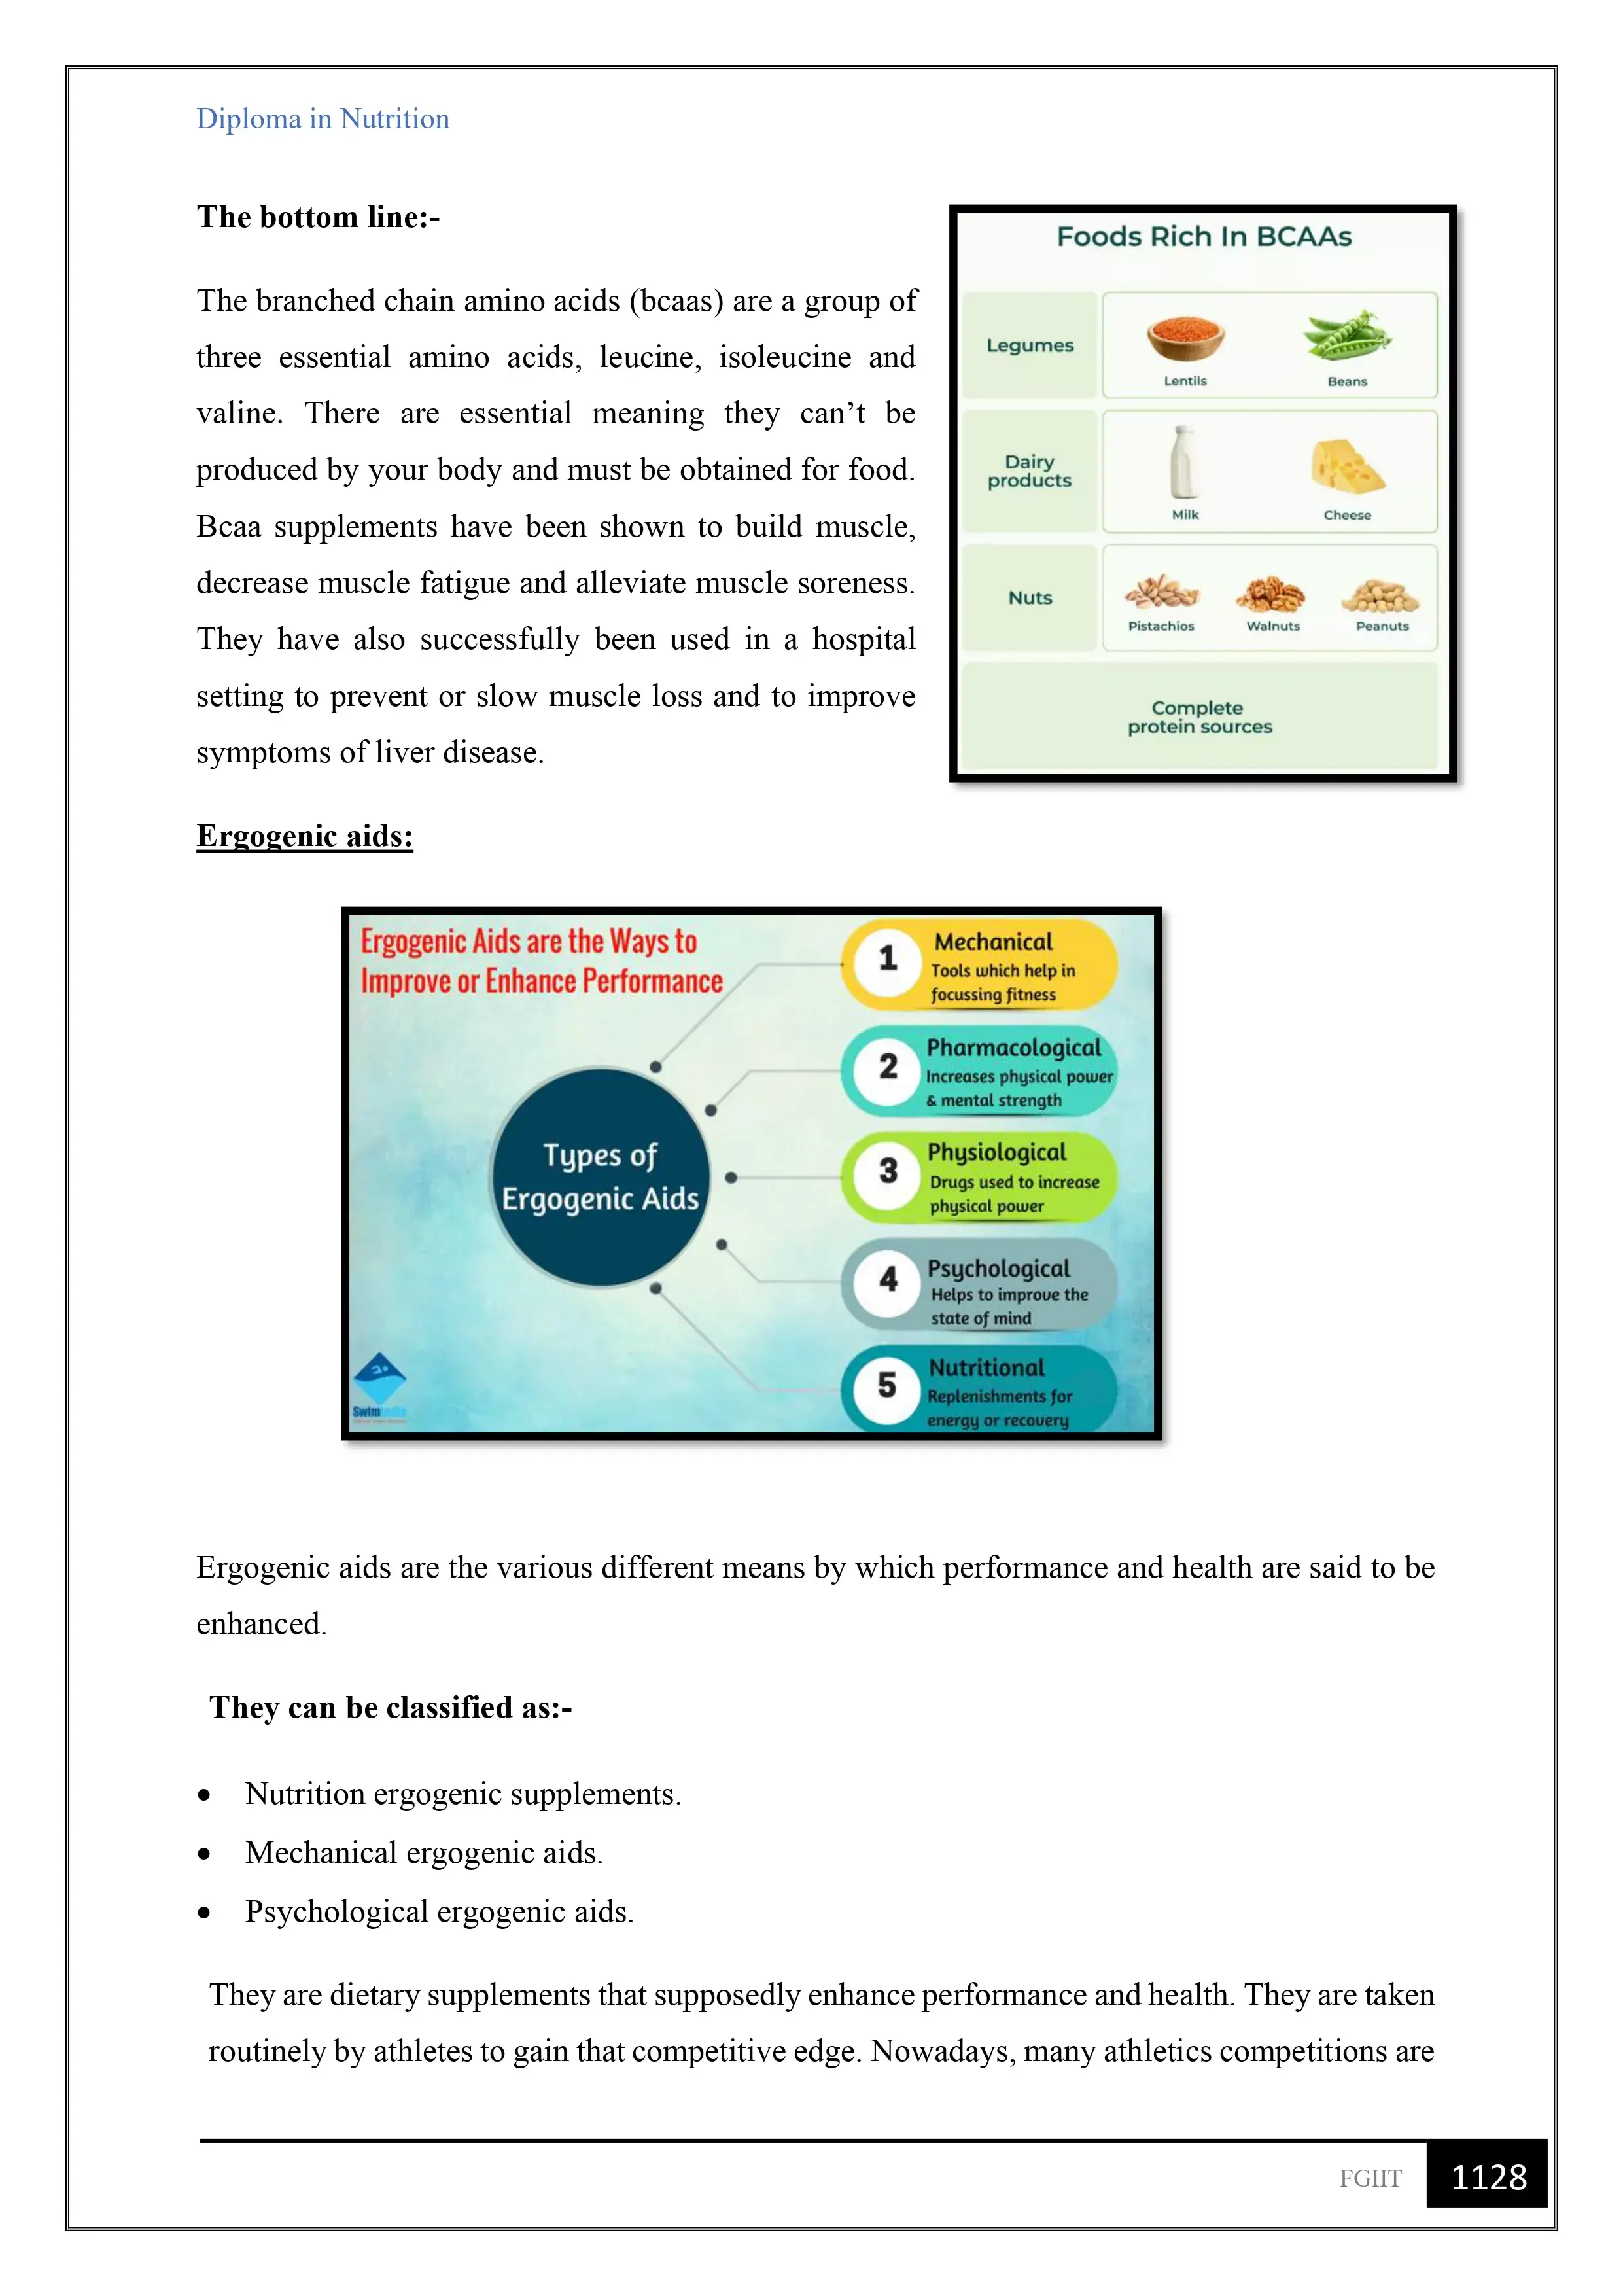 Diploma in Nutrition
The bottom line:-
The branched chain amino acids (bcaas) are a group of
three essential amino acids, leucine, isoleucine and
valine. There are essential meaning they can’t be
produced by your body and must be obtained for food.
Bcaa supplements have been shown to build muscle,
decrease muscle fatigue and alleviate muscle soreness.
They have also successfully been used in a hospital
setting to prevent or slow muscle loss and to improve
symptoms of liver disease.
Foods Rich In BCAAs
Legumes
Lentils
Beans
Dairy
products
Milk
Cheese
Nuts
Pistachios
Walnuts
Peanuts
Complete
protein sources
Ergogenic aids:
Ergogenic Aids are the Ways to
Improve or Enhance Performance
Types of
Ergogenic Aids
1
Mechanical
Tools which help in
focussing fitness
2
Pharmacological
Increases physical power
& mental strength
3
Physiological
Drugs used to increase
physical power
4
Psychological
Helps to improve the
state of mind
5
Nutritional
Replenishments for
energy or recovery
SwimIndia
Ergogenic aids are the various different means by which performance and health are said to be
enhanced.
They can be classified as:-
• Nutrition ergogenic supplements.
• Mechanical ergogenic aids.
• Psychological ergogenic aids.
They are dietary supplements that supposedly enhance performance and health. They are taken
routinely by athletes to gain that competitive edge. Nowadays, many athletics competitions are
FGIIT
1128